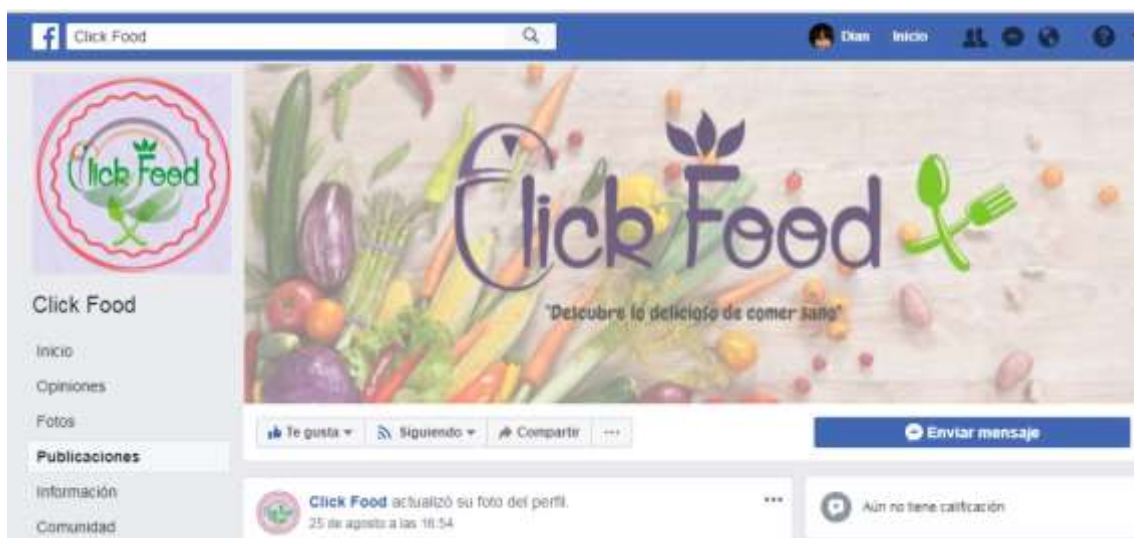 Click Food
Dian Inicio
Click Food
Click Food
"Descubre lo delicioso de comer sano"
Click Food
Inicio
Opiniones
Fotos
Publicaciones
Información
Comunidad
Te gusta Siguiendo Compartir ...
Enviar mensaje
Click Food actualizó su foto del perfil.
25 de agosto a las 16:54
Aún no tiene calificación